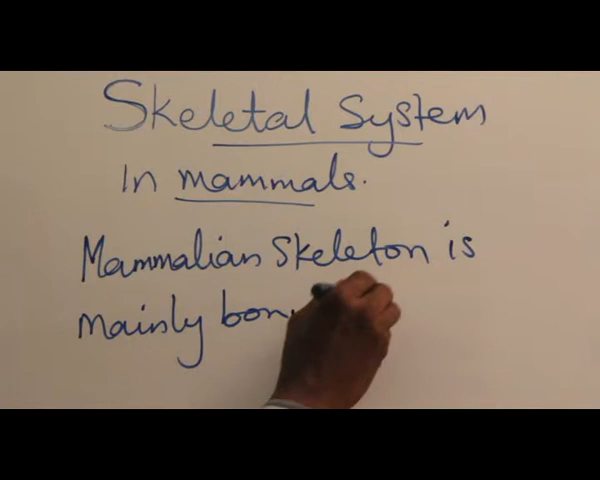 Skeletal System
In mammals.
Mammalian Skeleton is
mainly bon